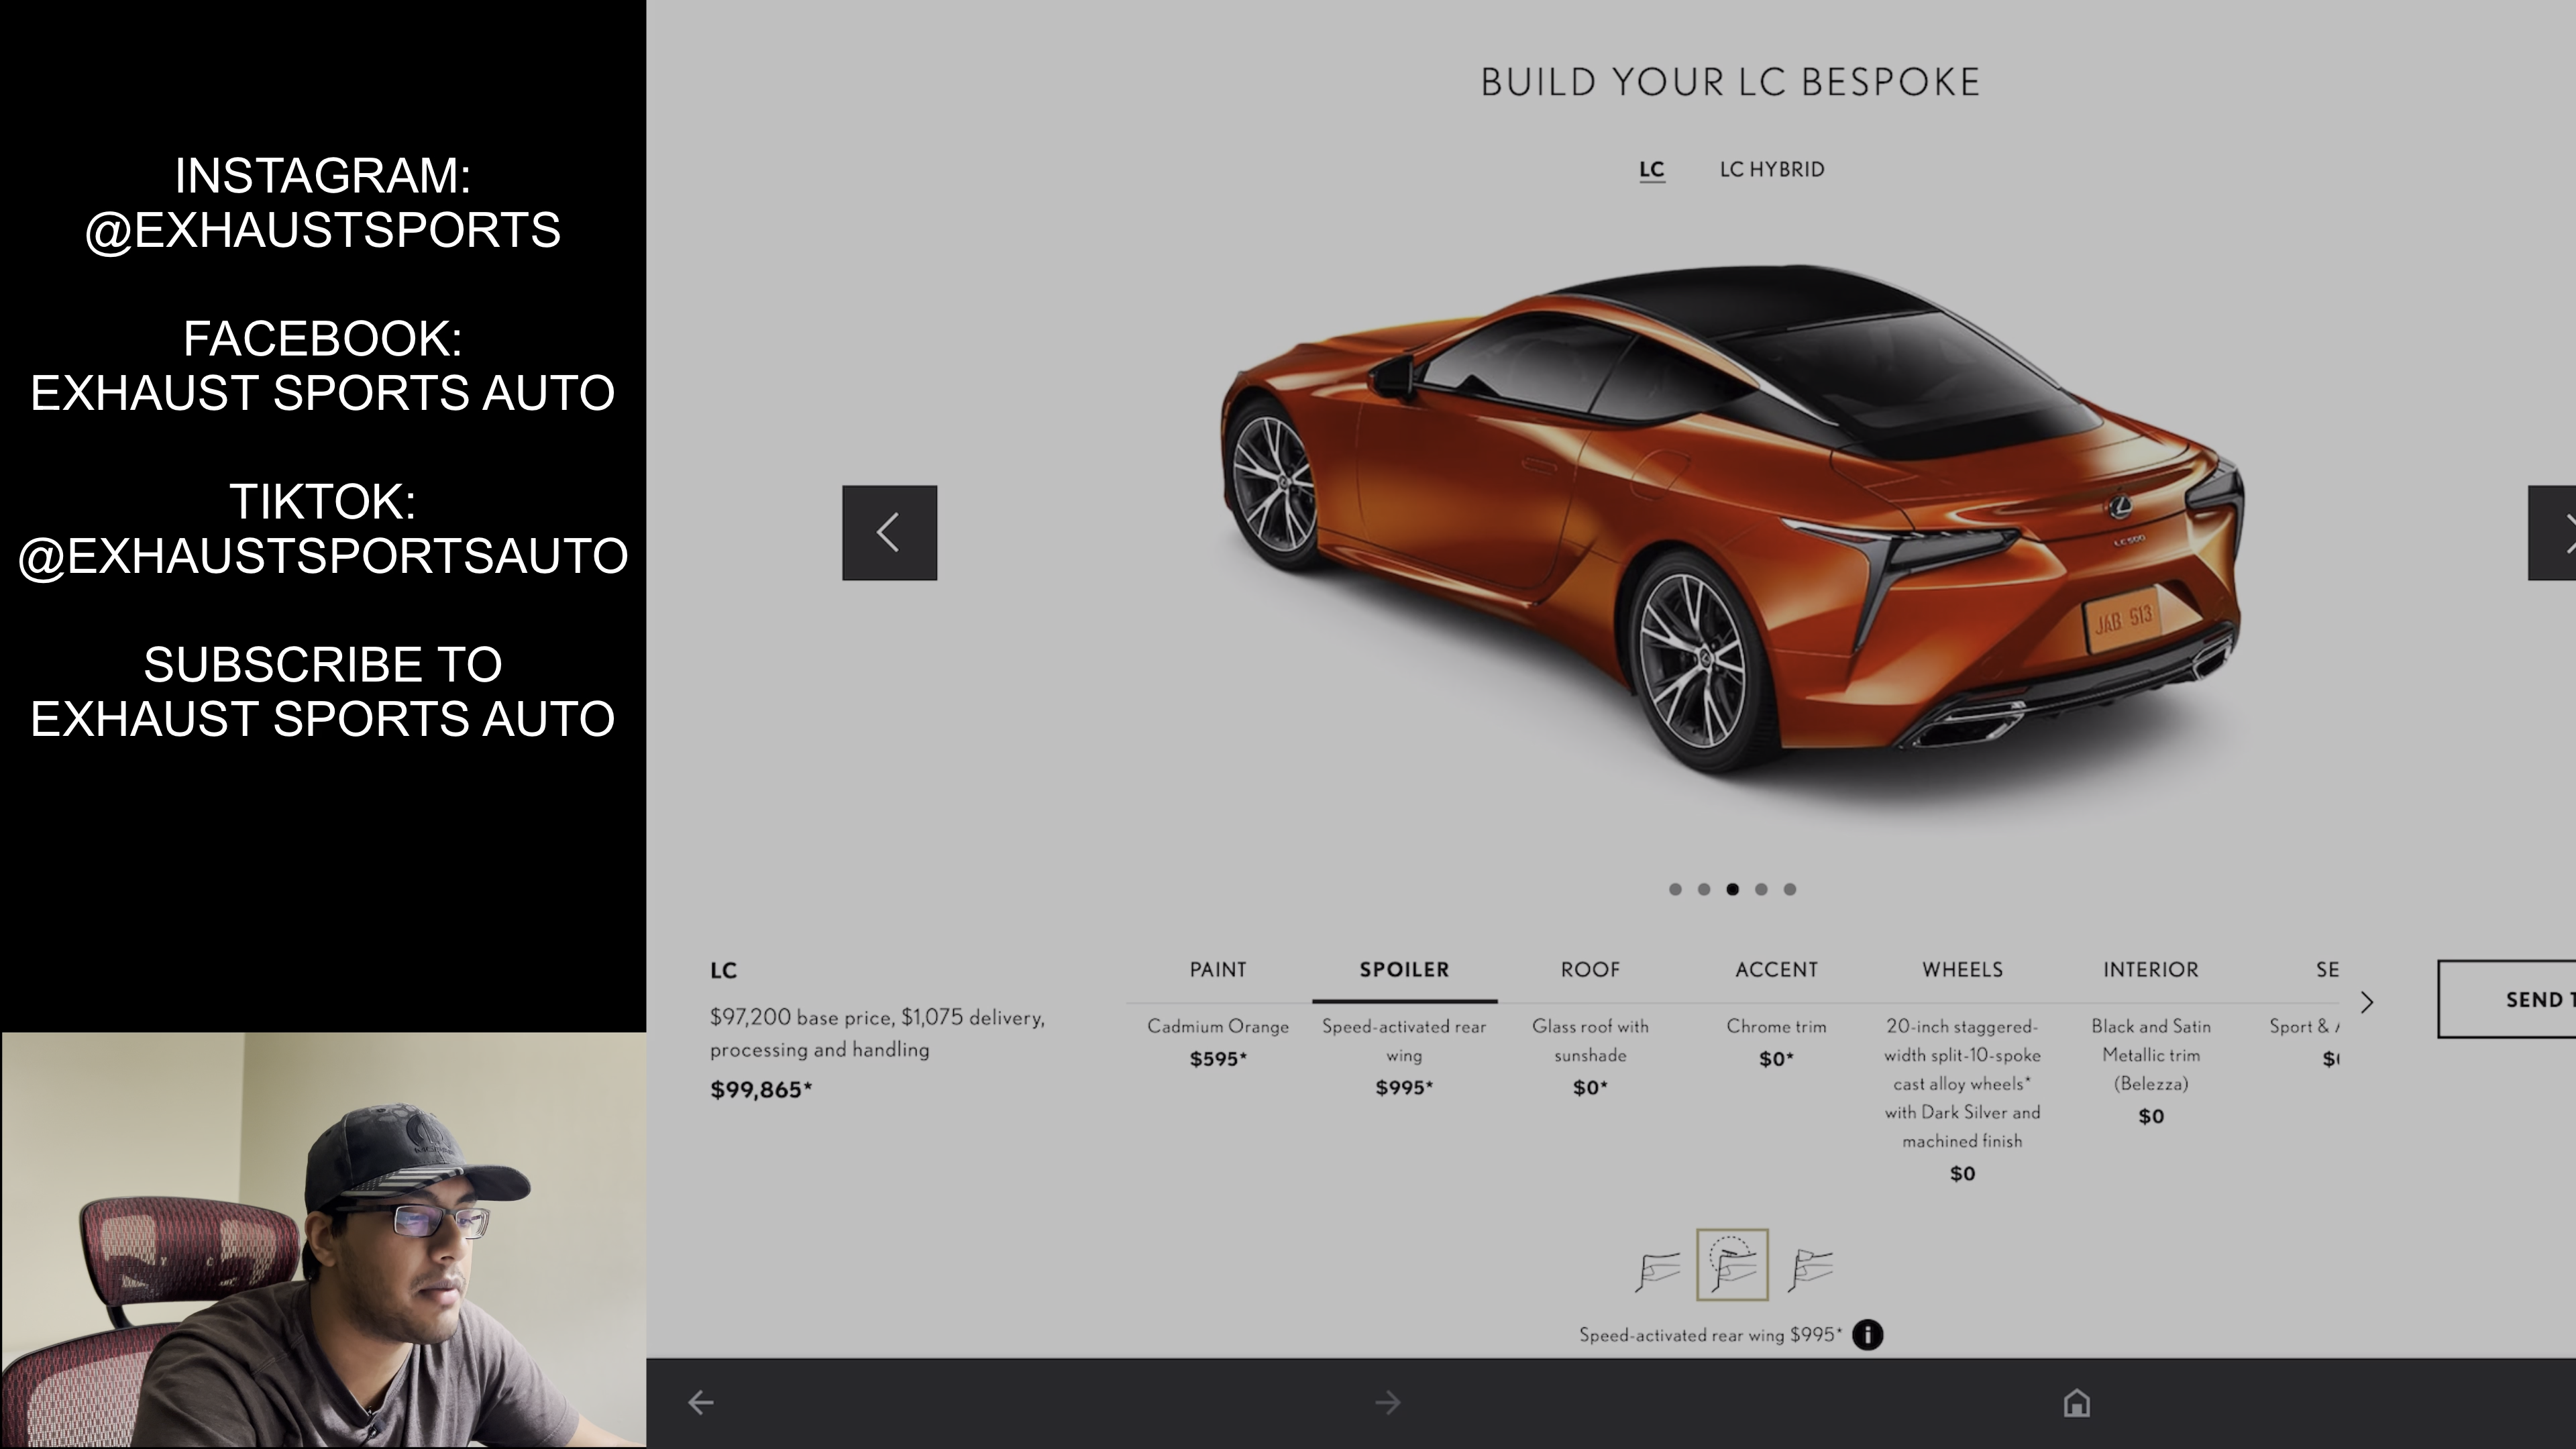 INSTAGRAM:
@EXHAUSTSPORTS
FACEBOOK:
EXHAUST SPORTS AUTO
TIKTOK:
@EXHAUSTSPORTSAUTO
SUBSCRIBE TO
EXHAUST SPORTS AUTO
BUILD YOUR LC BESPOKE
LC
LC HYBRID
LC 500
JAB 513
LC
$97,200 base price, $1,075 delivery,
processing and handling
$99,865*
PAINT
Cadmium Orange
$595*
SPOILER
Speed-activated rear
wing
$995*
ROOF
Glass roof with
sunshade
$0*
ACCENT
Chrome trim
$0*
WHEELS
20-inch staggered-
width split-10-spoke
cast alloy wheels*
with Dark Silver and
machined finish
$0
INTERIOR
Black and Satin
Metallic trim
(Belezza)
$0
SE
Sport &
SEND
Speed-activated rear wing $995*